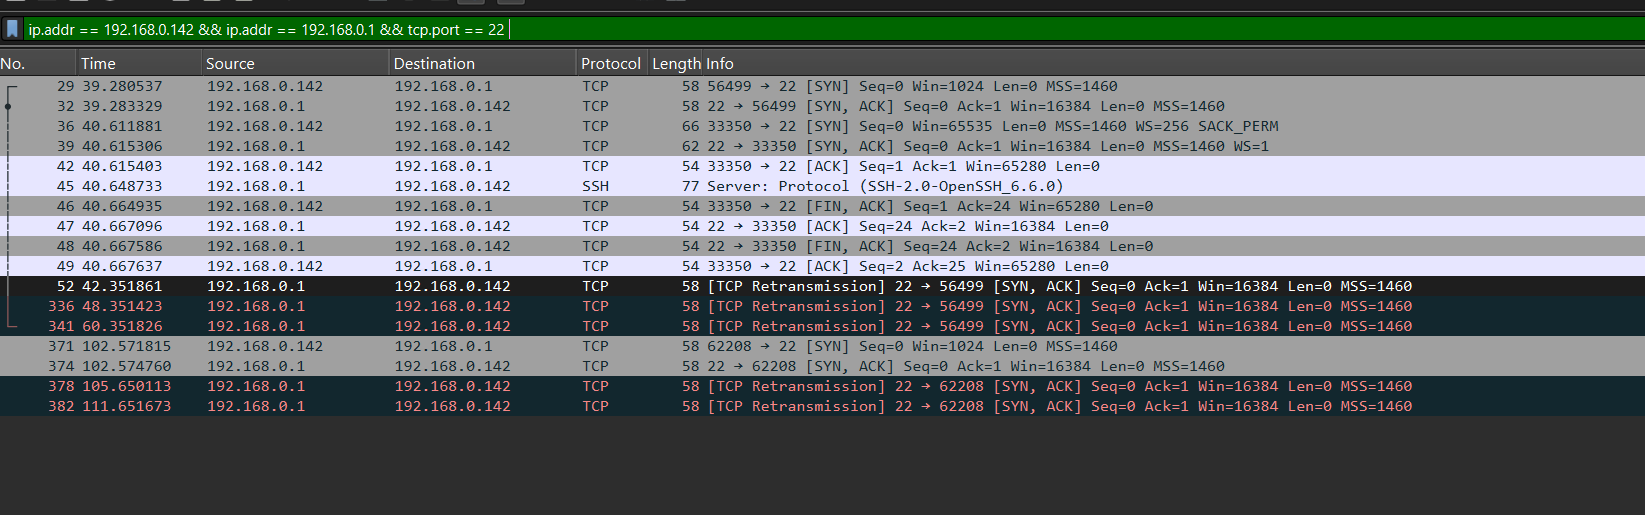 ip.addr == 192.168.0.142 && ip.addr == 192.168.0.1 && tcp.port == 22
No. Time Source Destination Protocol Length Info
29 39.280537 192.168.0.142 192.168.0.1 TCP 58 56499 → 22 [SYN] Seq=0 Win=1024 Len=0 MSS=1460
32 39.283329 192.168.0.1 192.168.0.142 TCP 58 22 → 56499 [SYN, ACK] Seq=0 Ack=1 Win=16384 Len=0 MSS=1460
36 40.611881 192.168.0.142 192.168.0.1 TCP 66 33350 → 22 [SYN] Seq=0 Win=65535 Len=0 MSS=1460 WS=256 SACK_PERM
39 40.615306 192.168.0.1 192.168.0.142 TCP 62 22 → 33350 [SYN, ACK] Seq=0 Ack=1 Win=16384 Len=0 MSS=1460 WS=1
42 40.615403 192.168.0.142 192.168.0.1 TCP 54 33350 → 22 [ACK] Seq=1 Ack=1 Win=65280 Len=0
45 40.648733 192.168.0.1 192.168.0.142 SSH 77 Server: Protocol (SSH-2.0-OpenSSH_6.6.0)
46 40.664935 192.168.0.142 192.168.0.1 TCP 54 33350 → 22 [FIN, ACK] Seq=1 Ack=24 Win=65280 Len=0
47 40.667096 192.168.0.1 192.168.0.142 TCP 54 22 → 33350 [ACK] Seq=24 Ack=2 Win=16384 Len=0
48 40.667586 192.168.0.1 192.168.0.142 TCP 54 22 → 33350 [FIN, ACK] Seq=24 Ack=2 Win=16384 Len=0
49 40.667637 192.168.0.142 192.168.0.1 TCP 54 33350 → 22 [ACK] Seq=2 Ack=25 Win=65280 Len=0
52 42.351861 192.168.0.1 192.168.0.142 TCP 58 [TCP Retransmission] 22 → 56499 [SYN, ACK] Seq=0 Ack=1 Win=16384 Len=0 MSS=1460
336 48.351423 192.168.0.1 192.168.0.142 TCP 58 [TCP Retransmission] 22 → 56499 [SYN, ACK] Seq=0 Ack=1 Win=16384 Len=0 MSS=1460
341 60.351826 192.168.0.1 192.168.0.142 TCP 58 [TCP Retransmission] 22 → 56499 [SYN, ACK] Seq=0 Ack=1 Win=16384 Len=0 MSS=1460
371 102.571815 192.168.0.142 192.168.0.1 TCP 58 62208 → 22 [SYN] Seq=0 Win=1024 Len=0 MSS=1460
374 102.574760 192.168.0.1 192.168.0.142 TCP 58 22 → 62208 [SYN, ACK] Seq=0 Ack=1 Win=16384 Len=0 MSS=1460
378 105.650113 192.168.0.1 192.168.0.142 TCP 58 [TCP Retransmission] 22 → 62208 [SYN, ACK] Seq=0 Ack=1 Win=16384 Len=0 MSS=1460
382 111.651673 192.168.0.1 192.168.0.142 TCP 58 [TCP Retransmission] 22 → 62208 [SYN, ACK] Seq=0 Ack=1 Win=16384 Len=0 MSS=1460